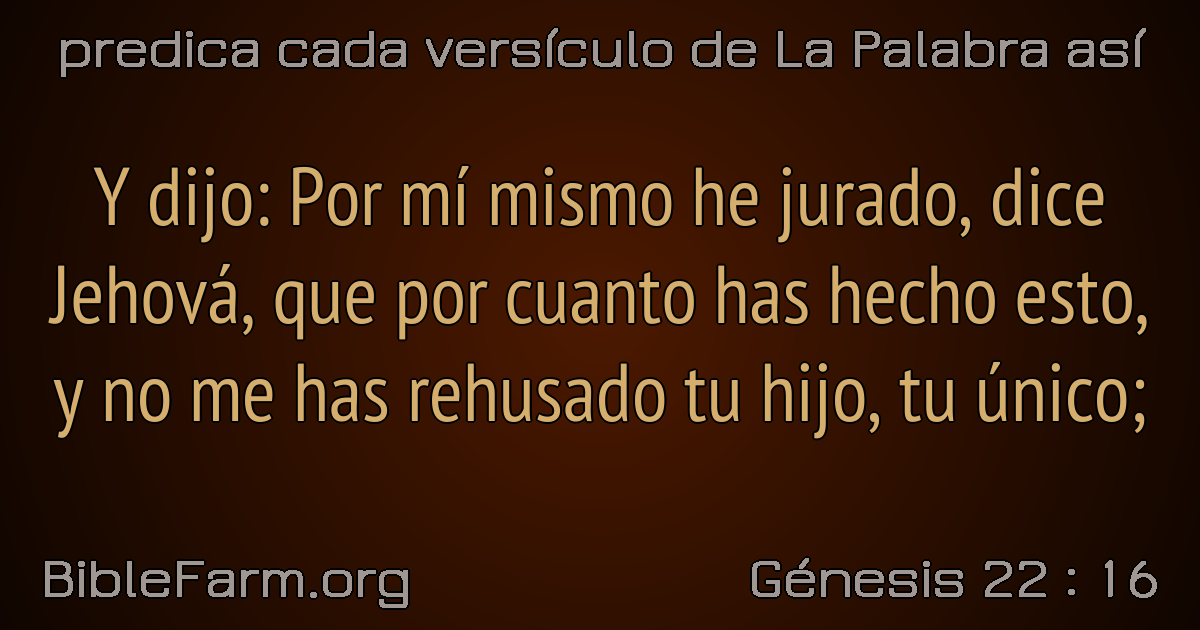 predica cada versículo de La Palabra así
Y dijo: Por mí mismo he jurado, dice
Jehová, que por cuanto has hecho esto,
y no me has rehusado tu hijo, tu único;
BibleFarm.org
Génesis 22 : 16